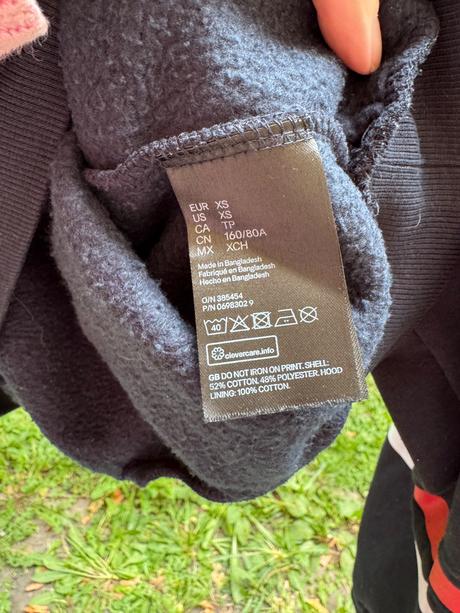 EUR XS
US XS
CA TP
CN 160/80A
MX XCH
Made in Bangladesh
Fabriqué en Bangladesh
Hecho en Bangladesh
O/N 385454
P/N 0698302 9
40
clevercare.info
GB DO NOT IRON ON PRINT. SHELL:
52% COTTON, 48% POLYESTER. HOOD
LINING: 100% COTTON.